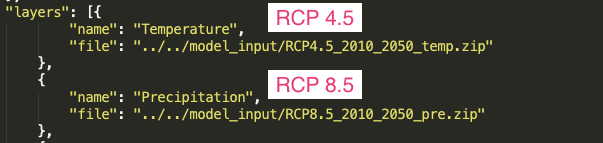 "layers": [{
RCP 4.5
"name": "Temperature",
"file": "../../model_input/RCP4.5_2010_2050_temp.zip"
},
{
RCP 8.5
"name": "Precipitation",
"file": "../../model_input/RCP8.5_2010_2050_pre.zip"
},